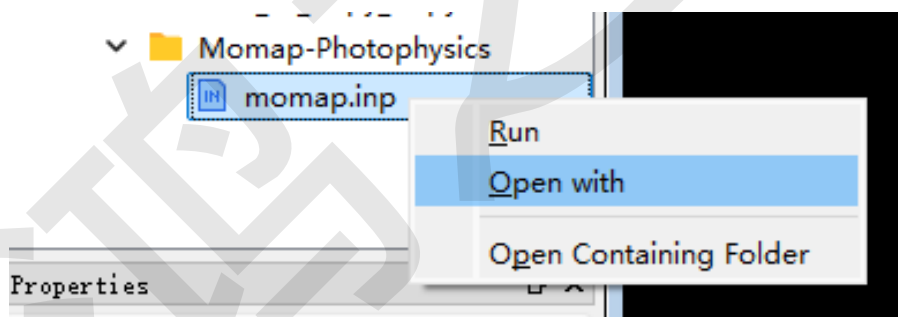 Momap-Photophysics
momap.inp
Run
Open with
Open Containing Folder
Properties